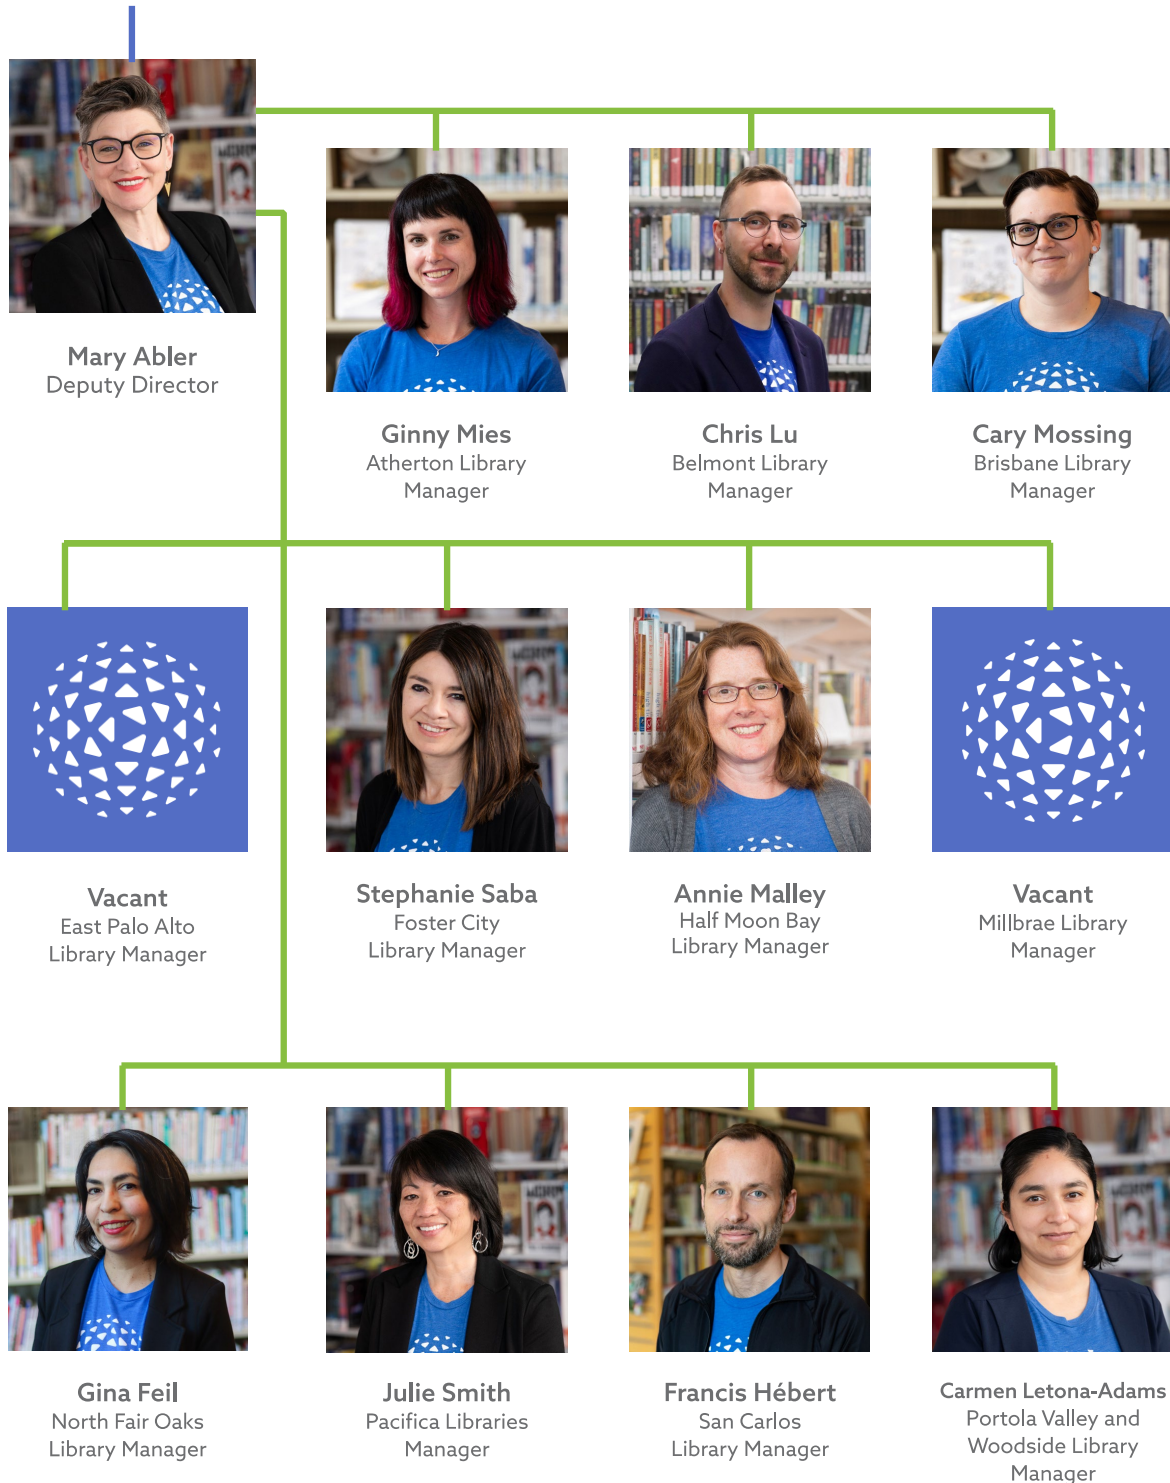 Mary Abler
Deputy Director
Ginny Mies
Atherton Library
Manager
Chris Lu
Belmont Library
Manager
Cary Mossing
Brisbane Library
Manager
Vacant
East Palo Alto
Library Manager
Stephanie Saba
Foster City
Library Manager
Annie Malley
Half Moon Bay
Library Manager
Vacant
Millbrae Library
Manager
Gina Feil
North Fair Oaks
Library Manager
Julie Smith
Pacifica Libraries
Manager
Francis Hébert
San Carlos
Library Manager
Carmen Letona-Adams
Portola Valley and
Woodside Library
Manager